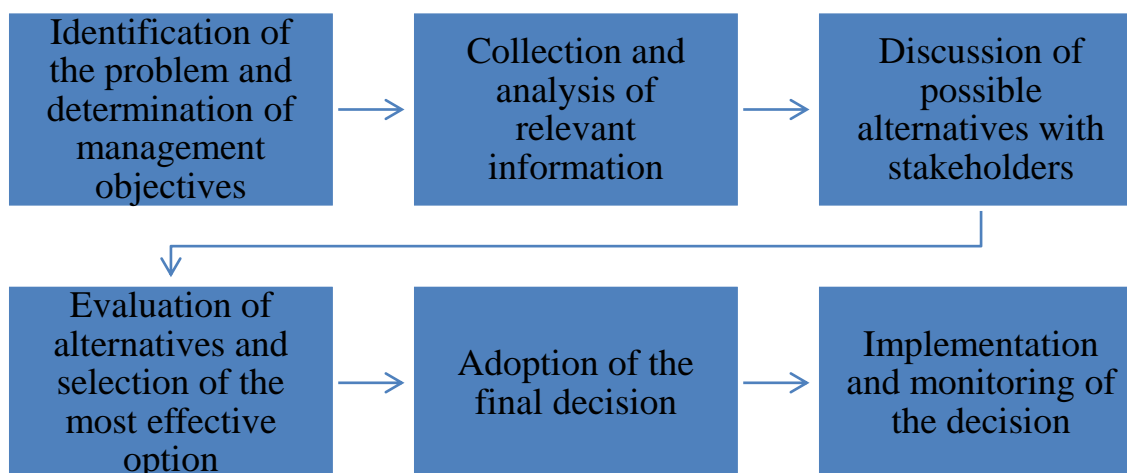 Identification of
the problem and
determination of
management
objectives
Collection and
analysis of
relevant
information
Discussion of
possible
alternatives with
stakeholders
Evaluation of
alternatives and
selection of the
most effective
option
Adoption of the
final decision
Implementation
and monitoring of
the decision